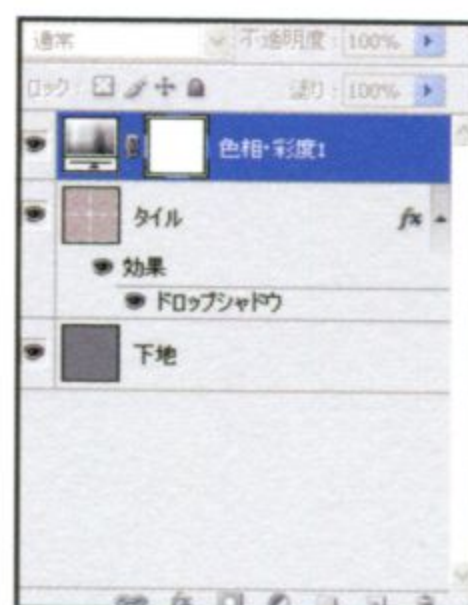 通常 不透明度: 100%
ロック: 塗り: 100%
色相・彩度1
タイル fx
効果
ドロップシャドウ
下地